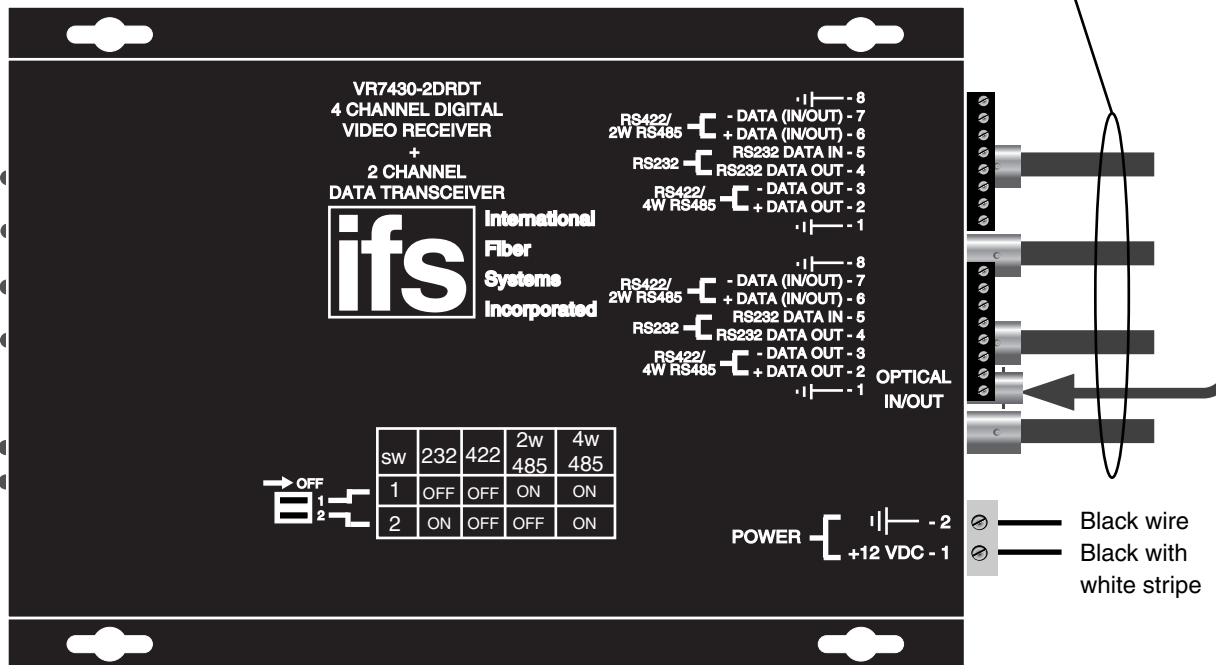 VR7430-2DRDT
4 CHANNEL DIGITAL
VIDEO RECEIVER
+
2 CHANNEL
DATA TRANSCEIVER
ifs
International
Fiber
Systems
Incorporated
- 8
RS422/
2W RS485
- DATA (IN/OUT) - 7
+ DATA (IN/OUT) - 6
RS232
RS232 DATA IN - 5
RS232 DATA OUT - 4
RS422/
4W RS485
- DATA OUT - 3
+ DATA OUT - 2
- 1
- 8
RS422/
2W RS485
- DATA (IN/OUT) - 7
+ DATA (IN/OUT) - 6
RS232
RS232 DATA IN - 5
RS232 DATA OUT - 4
RS422/
4W RS485
- DATA OUT - 3
+ DATA OUT - 2
- 1
OPTICAL
IN/OUT
OFF
1
2
SW 232 422 2w 485 4w 485
1 OFF OFF ON ON
2 ON OFF OFF ON
POWER
- 2
+12 VDC - 1
Black wire
Black with
white stripe